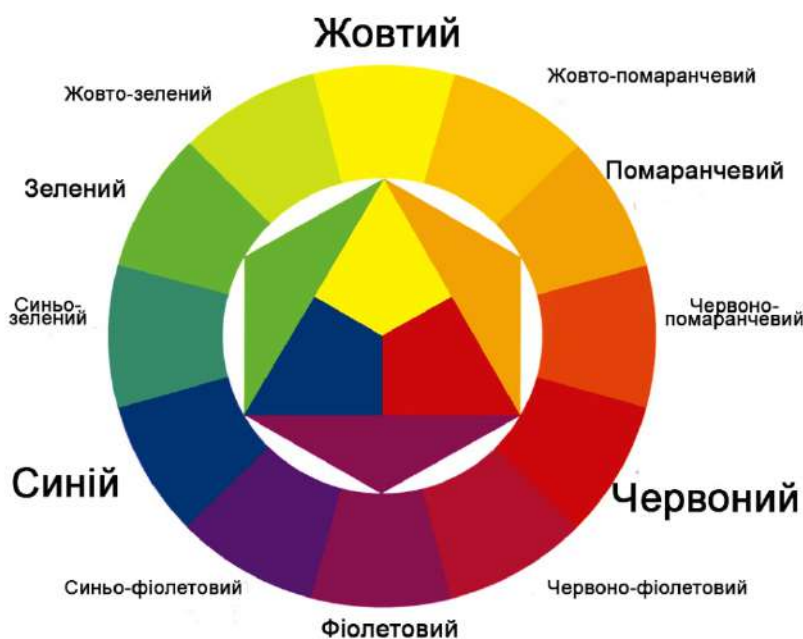 Жовтий
Жовто-зелений
Жовто-помаранчевий
Зелений
Помаранчевий
Синьо-
зелений
Червоно-
помаранчевий
Синій
Червоний
Синьо-фіолетовий
Червоно-фіолетовий
Фіолетовий